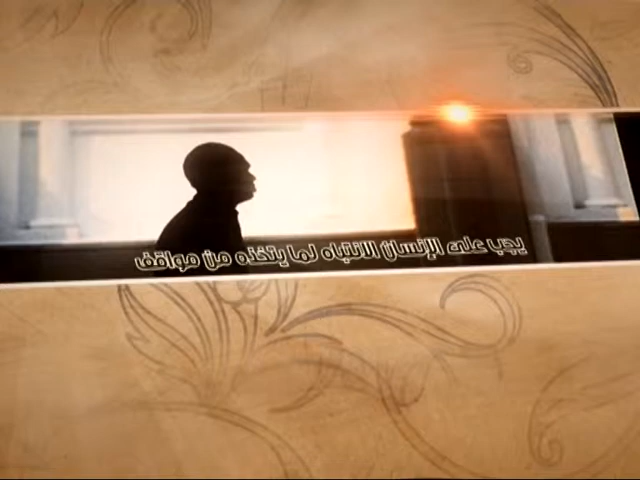 يجب على الإنسان الانتباه لما يتخذه من مواقف